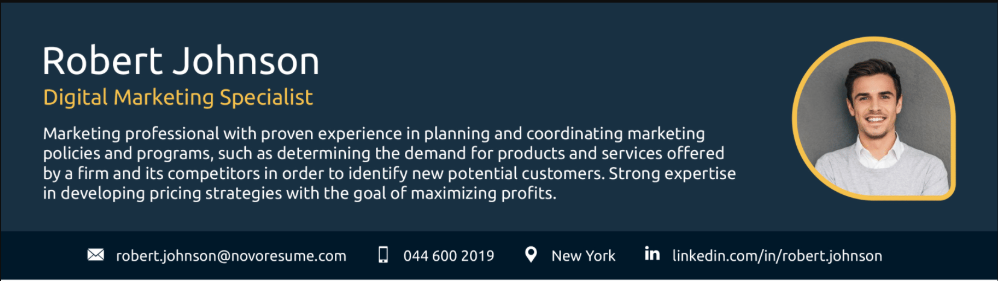 Robert Johnson
Digital Marketing Specialist
Marketing professional with proven experience in planning and coordinating marketing
policies and programs, such as determining the demand for products and services offered
by a firm and its competitors in order to identify new potential customers. Strong expertise
in developing pricing strategies with the goal of maximizing profits.
robert.johnson@novoresume.com 044 600 2019 New York in linkedin.com/in/robert.johnson